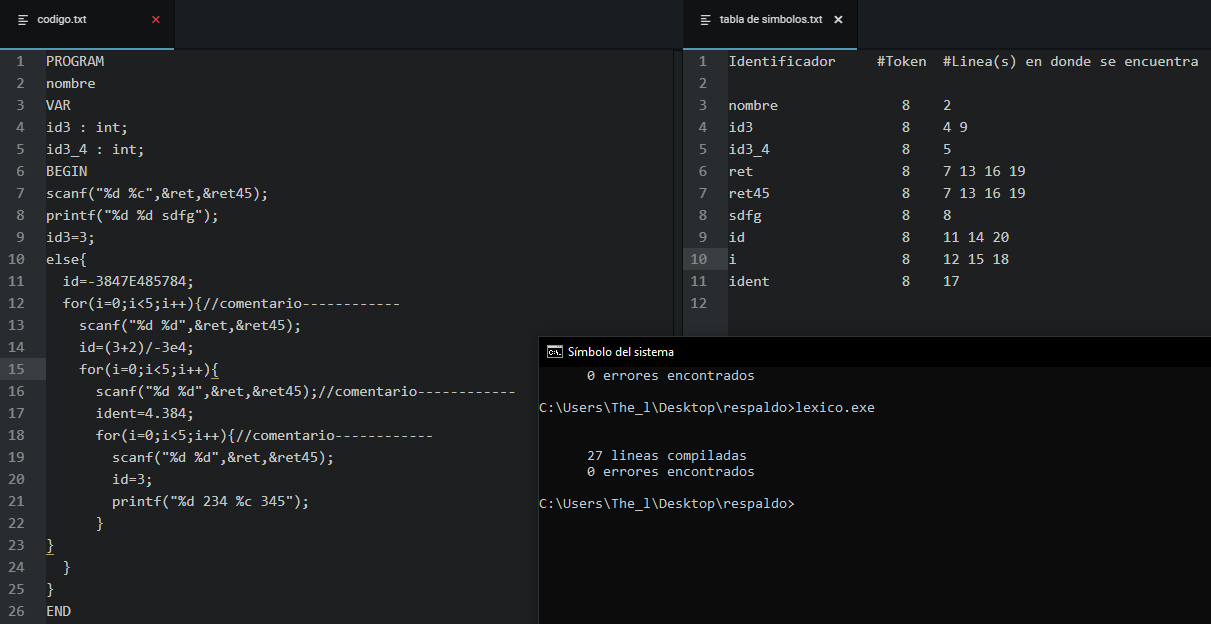 codigo.txt
1 PROGRAM
2 nombre
3 VAR
4 id3 : int;
5 id3_4 : int;
6 BEGIN
7 scanf("%d %c",&ret,&ret45);
8 printf("%d %d sdfg");
9 id3=3;
10 else{
11   id=-3847E485784;
12   for(i=0;i<5;i++){//comentario------------
13     scanf("%d %d",&ret,&ret45);
14     id=(3+2)/-3e4;
15     for(i=0;i<5;i++){
16       scanf("%d %d",&ret,&ret45);//comentario------------
17       ident=4.384;
18       for(i=0;i<5;i++){//comentario------------
19         scanf("%d %d",&ret,&ret45);
20         id=3;
21         printf("%d 234 %c 345");
22       }
23 }
24   }
25 }
26 END
tabla de simbolos.txt
1 Identificador     #Token  #Linea(s) en donde se encuentra
2
3 nombre               8    2
4 id3                  8    4 9
5 id3_4                8    5
6 ret                  8    7 13 16 19
7 ret45                8    7 13 16 19
8 sdfg                 8    8
9 id                   8    11 14 20
10 i                    8    12 15 18
11 ident                8    17
12
C:\.
Símbolo del sistema
0 errores encontrados
C:\Users\The_l\Desktop\respaldo>lexico.exe
27 lineas compiladas
0 errores encontrados
C:\Users\The_l\Desktop\respaldo>